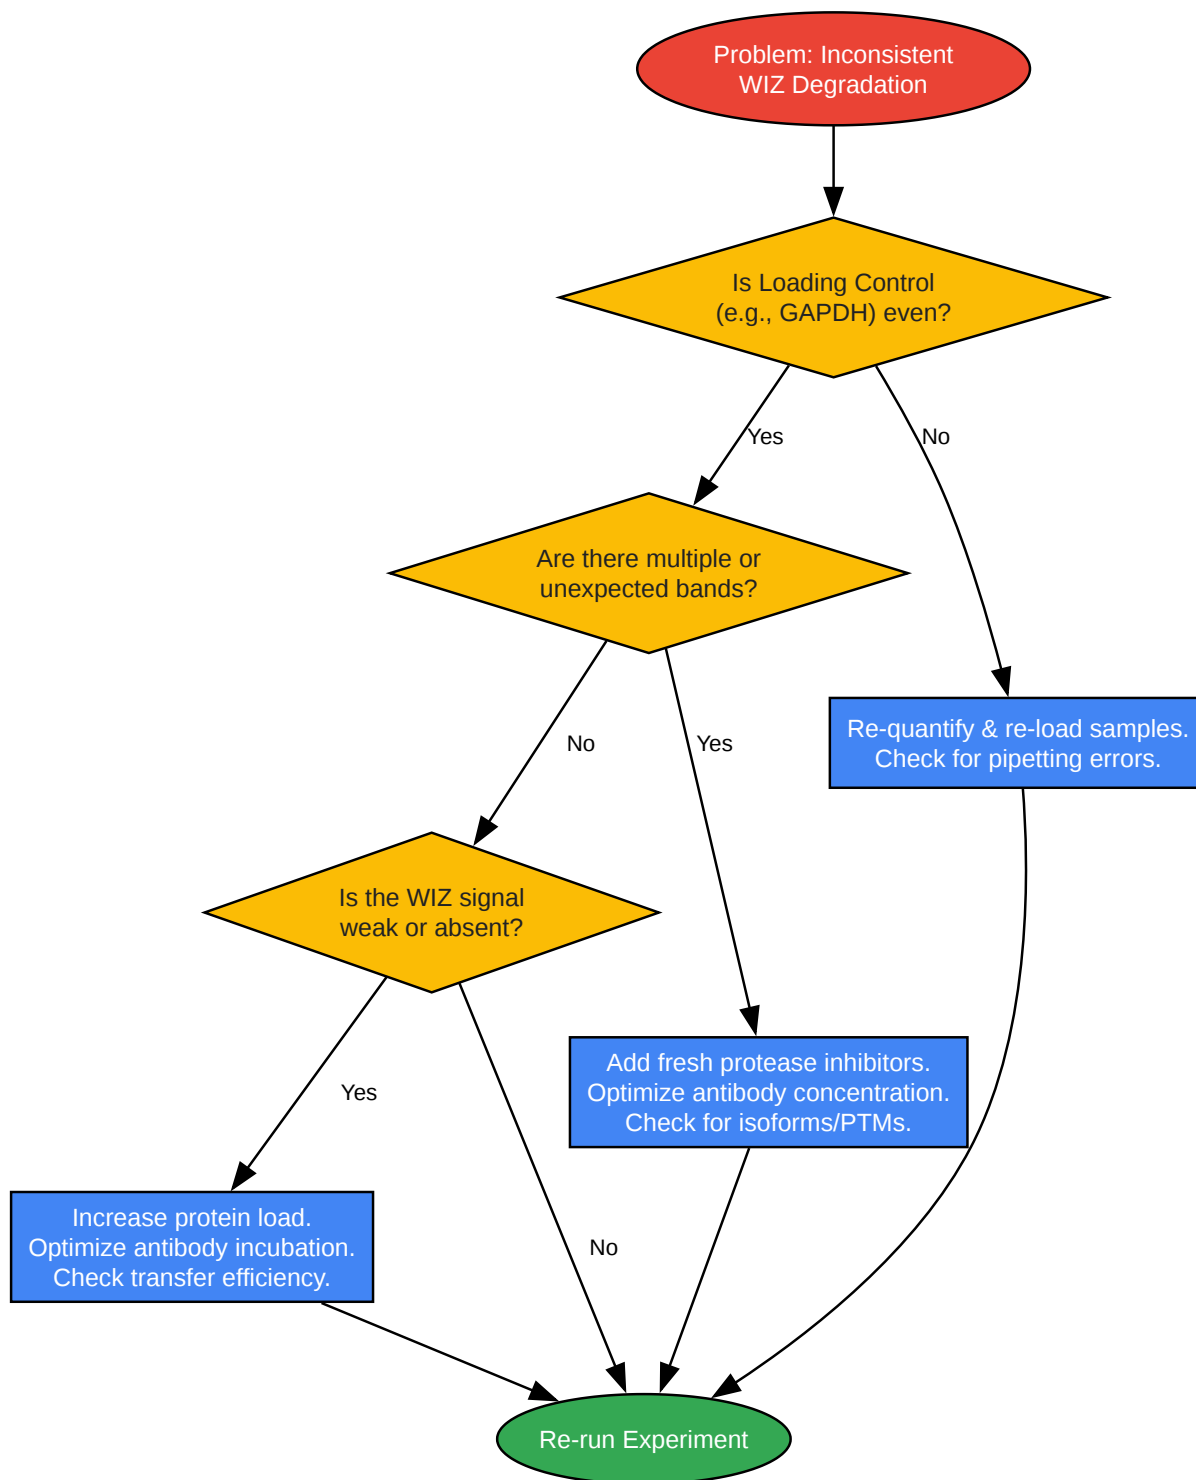 Problem: Inconsistent
WIZ Degradation
Is Loading Control
(e.g., GAPDH) even?
Yes
No
Are there multiple or
unexpected bands?
Re-quantify & re-load samples.
Check for pipetting errors.
No
Yes
Is the WIZ signal
weak or absent?
Add fresh protease inhibitors.
Optimize antibody concentration.
Check for isoforms/PTMs.
Yes
Increase protein load.
Optimize antibody incubation.
Check transfer efficiency.
No
Re-run Experiment